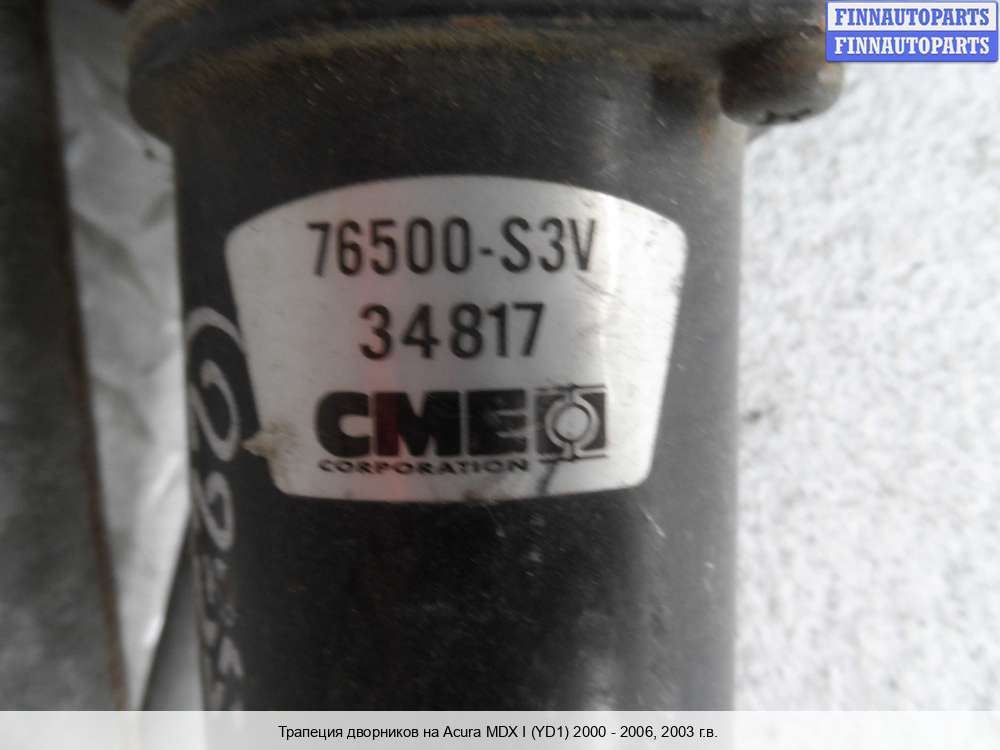 FINNAUTOPARTS
FINNAUTOPARTS
76500-S3V
34817
CME
CORPORATION
Трапеция дворников на Acura MDX I (YD1) 2000 - 2006, 2003 г.в.